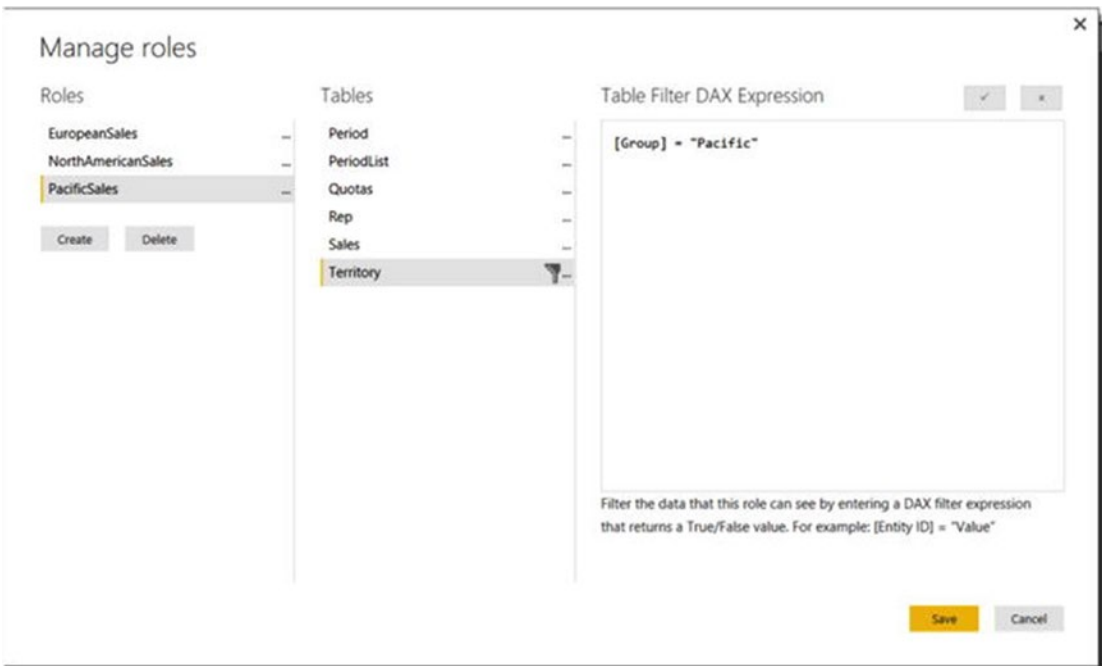 Manage roles
Roles
Tables
Table Filter DAX Expression
EuropeanSales ...
NorthAmericanSales ...
PacificSales ...
Create Delete
Period ...
PeriodList ...
Quotas ...
Rep ...
Sales ...
Territory ...
[Group] = "Pacific"
Filter the data that this role can see by entering a DAX filter expression
that returns a True/False value. For example: [Entity ID] = "Value"
Save Cancel